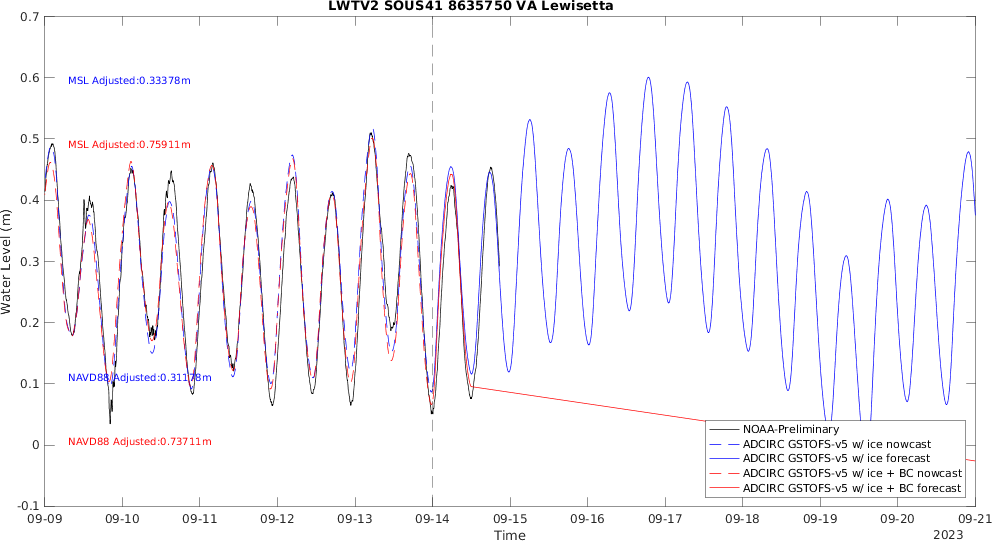 LWTV2 SOUS41 8635750 VA Lewisetta
0.7
0.6
0.5
0.4
0.3
0.2
0.1
0
-0.1
Water Level (m)
MSL Adjusted:0.33378m
MSL Adjusted:0.75911m
NAVD88 Adjusted:0.31178m
NAVD88 Adjusted:0.73711m
NOAA-Preliminary
ADCIRC GSTOFS-v5 w/ ice nowcast
ADCIRC GSTOFS-v5 w/ ice forecast
ADCIRC GSTOFS-v5 w/ ice + BC nowcast
ADCIRC GSTOFS-v5 w/ ice + BC forecast
09-09 09-10 09-11 09-12 09-13 09-14 09-15 09-16 09-17 09-18 09-19 09-20 09-21
Time
2023